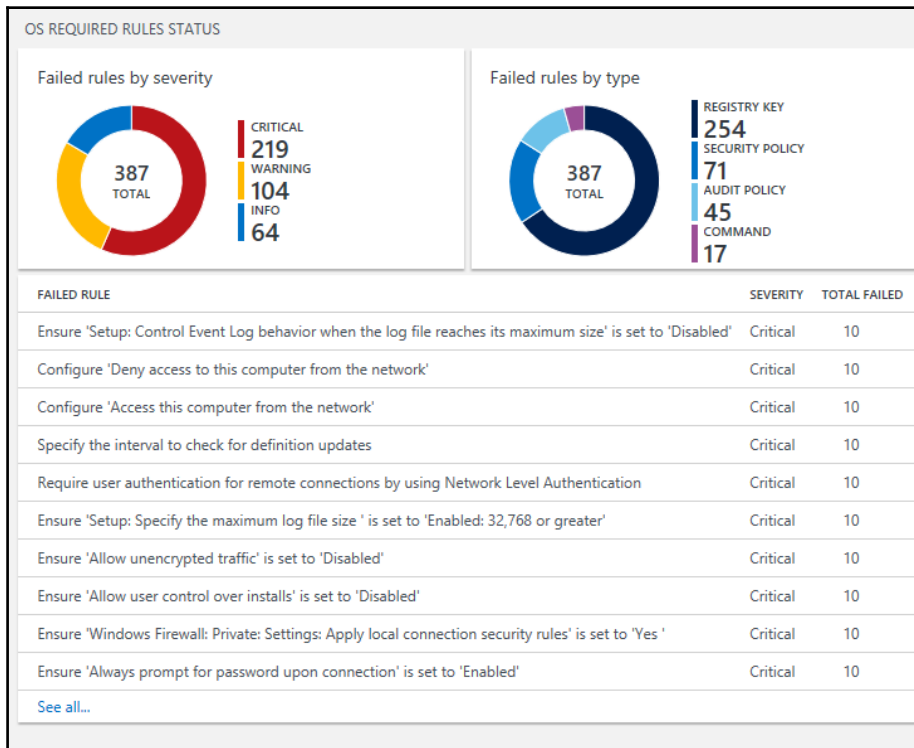 OS REQUIRED RULES STATUS
Failed rules by severity
387
TOTAL
CRITICAL
219
WARNING
104
INFO
64
Failed rules by type
387
TOTAL
REGISTRY KEY
254
SECURITY POLICY
71
AUDIT POLICY
45
COMMAND
17
FAILED RULE SEVERITY TOTAL FAILED
Ensure 'Setup: Control Event Log behavior when the log file reaches its maximum size' is set to 'Disabled' Critical 10
Configure 'Deny access to this computer from the network' Critical 10
Configure 'Access this computer from the network' Critical 10
Specify the interval to check for definition updates Critical 10
Require user authentication for remote connections by using Network Level Authentication Critical 10
Ensure 'Setup: Specify the maximum log file size ' is set to 'Enabled: 32,768 or greater' Critical 10
Ensure 'Allow unencrypted traffic' is set to 'Disabled' Critical 10
Ensure 'Allow user control over installs' is set to 'Disabled' Critical 10
Ensure 'Windows Firewall: Private: Settings: Apply local connection security rules' is set to 'Yes ' Critical 10
Ensure 'Always prompt for password upon connection' is set to 'Enabled' Critical 10
See all...